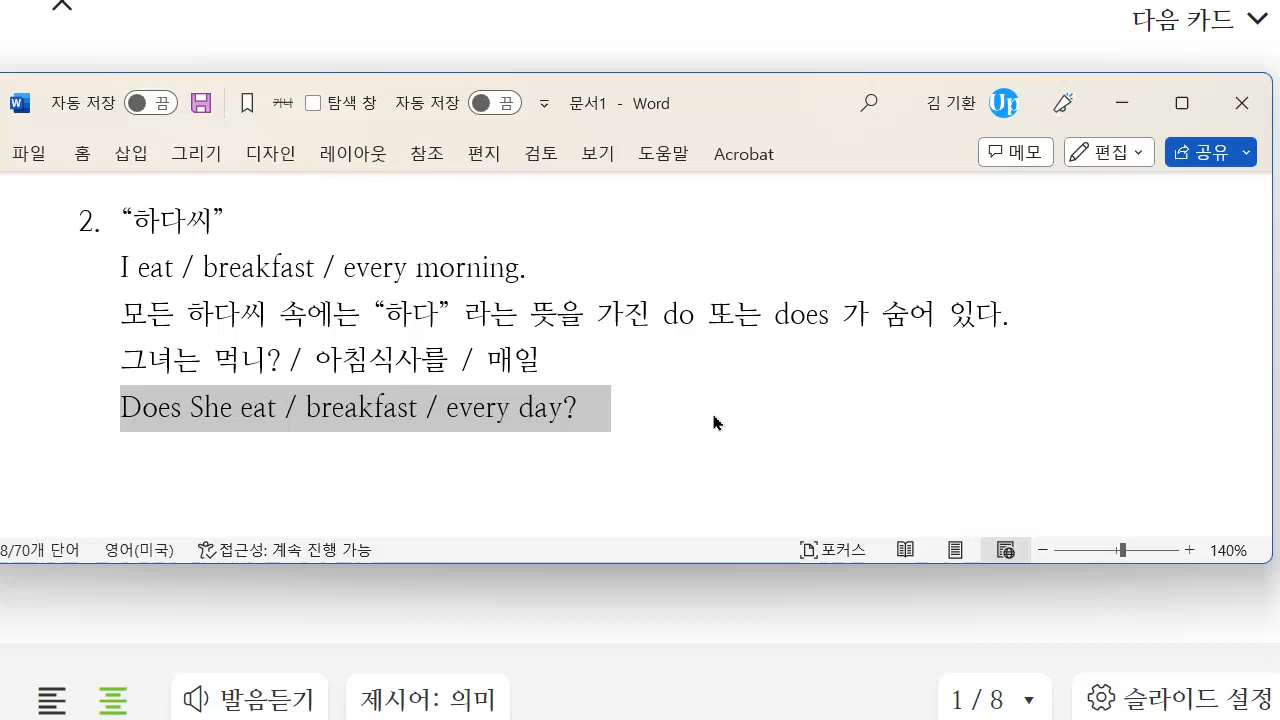 다음 카드
자동 저장 끔 가나 탐색 창 자동 저장 끔 문서1 - Word 김 기환 Up
파일 홈 삽입 그리기 디자인 레이아웃 참조 편지 검토 보기 도움말 Acrobat 메모 편집 공유
2. “하다씨”
I eat / breakfast / every morning.
모든 하다씨 속에는 “하다” 라는 뜻을 가진 do 또는 does 가 숨어 있다.
그녀는 먹니? / 아침식사를 / 매일
Does She eat / breakfast / every day?
8/70개 단어 영어(미국) 접근성: 계속 진행 가능 포커스 140%
발음듣기 제시어: 의미 1 / 8 슬라이드 설정